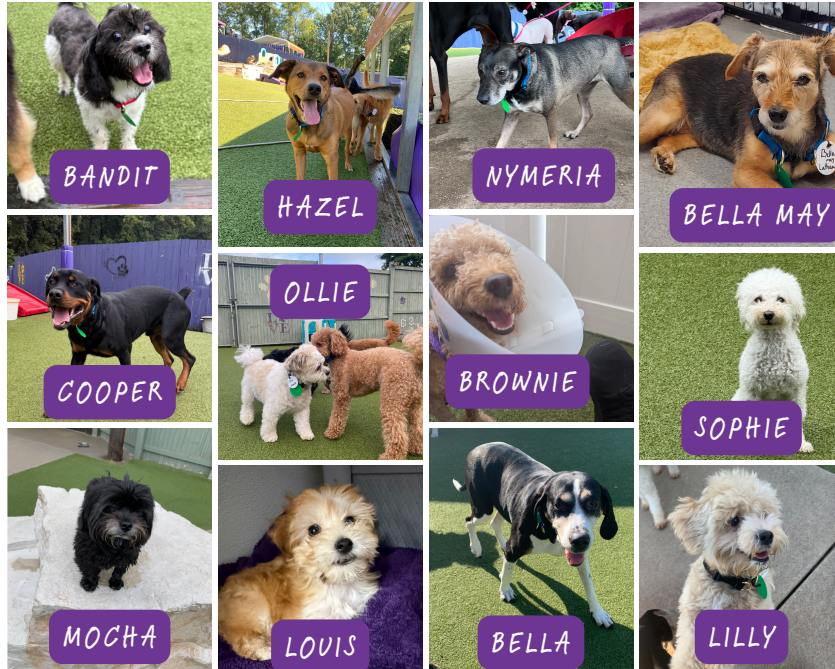 BANDIT
HAZEL
NYMERIA
BELLA MAY
COOPER
OLLIE
BROWNIE
SOPHIE
MOCHA
LOUIS
BELLA
LILLY